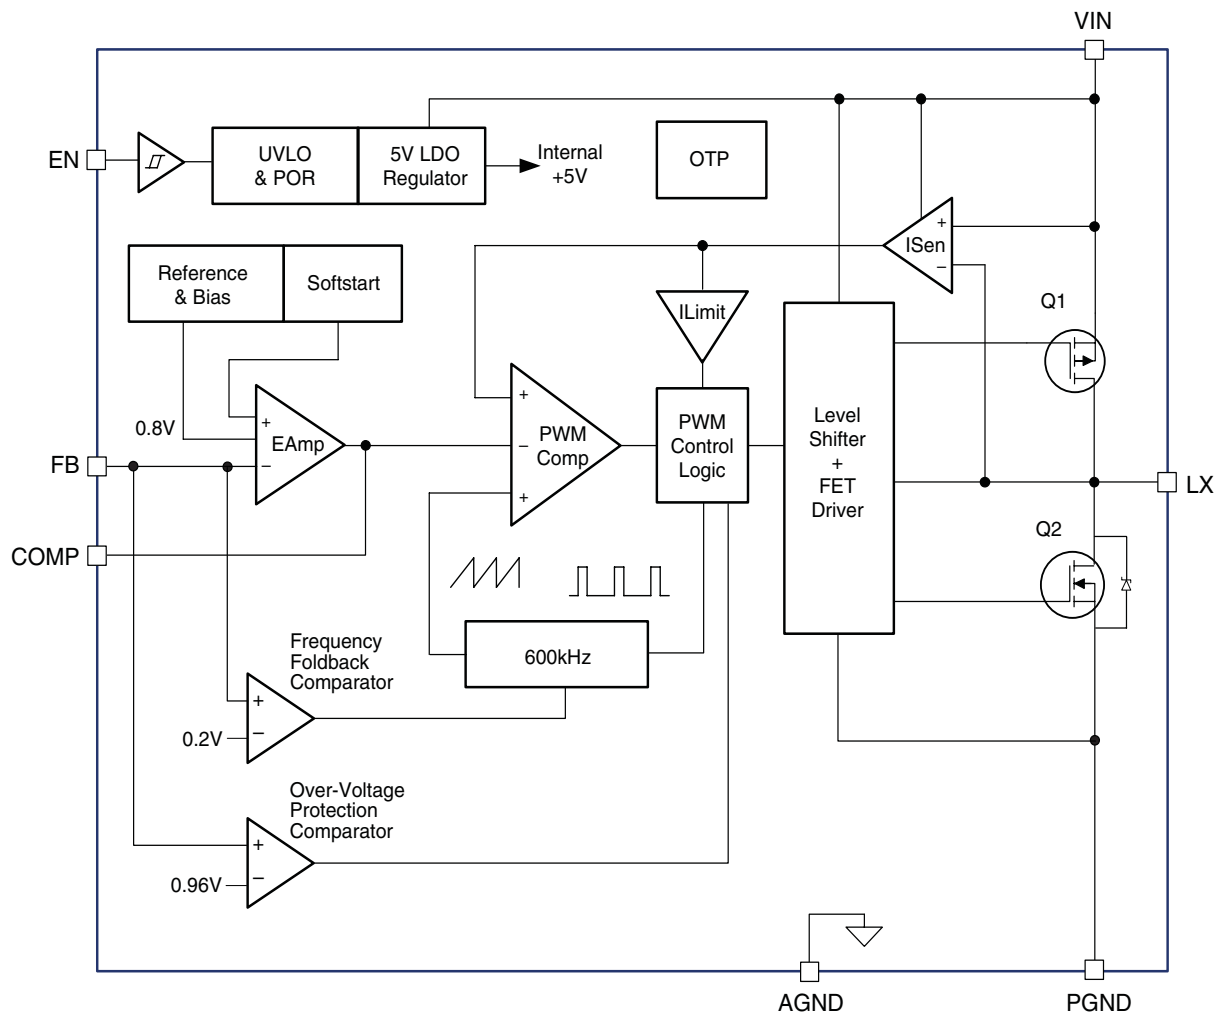 VIN
EN
UVLO
& POR
5V LDO
Regulator
Internal
+5V
OTP
Reference
& Bias
Softstart
+
ISen
−
ILimit
Q1
0.8V
+
EAmp
−
+
−
+
PWM
Comp
PWM
Control
Logic
Level
Shifter
+
FET
Driver
FB
LX
COMP
Q2
Frequency
Foldback
Comparator
600kHz
+
−
0.2V
Over-Voltage
Protection
Comparator
+
−
0.96V
AGND
PGND